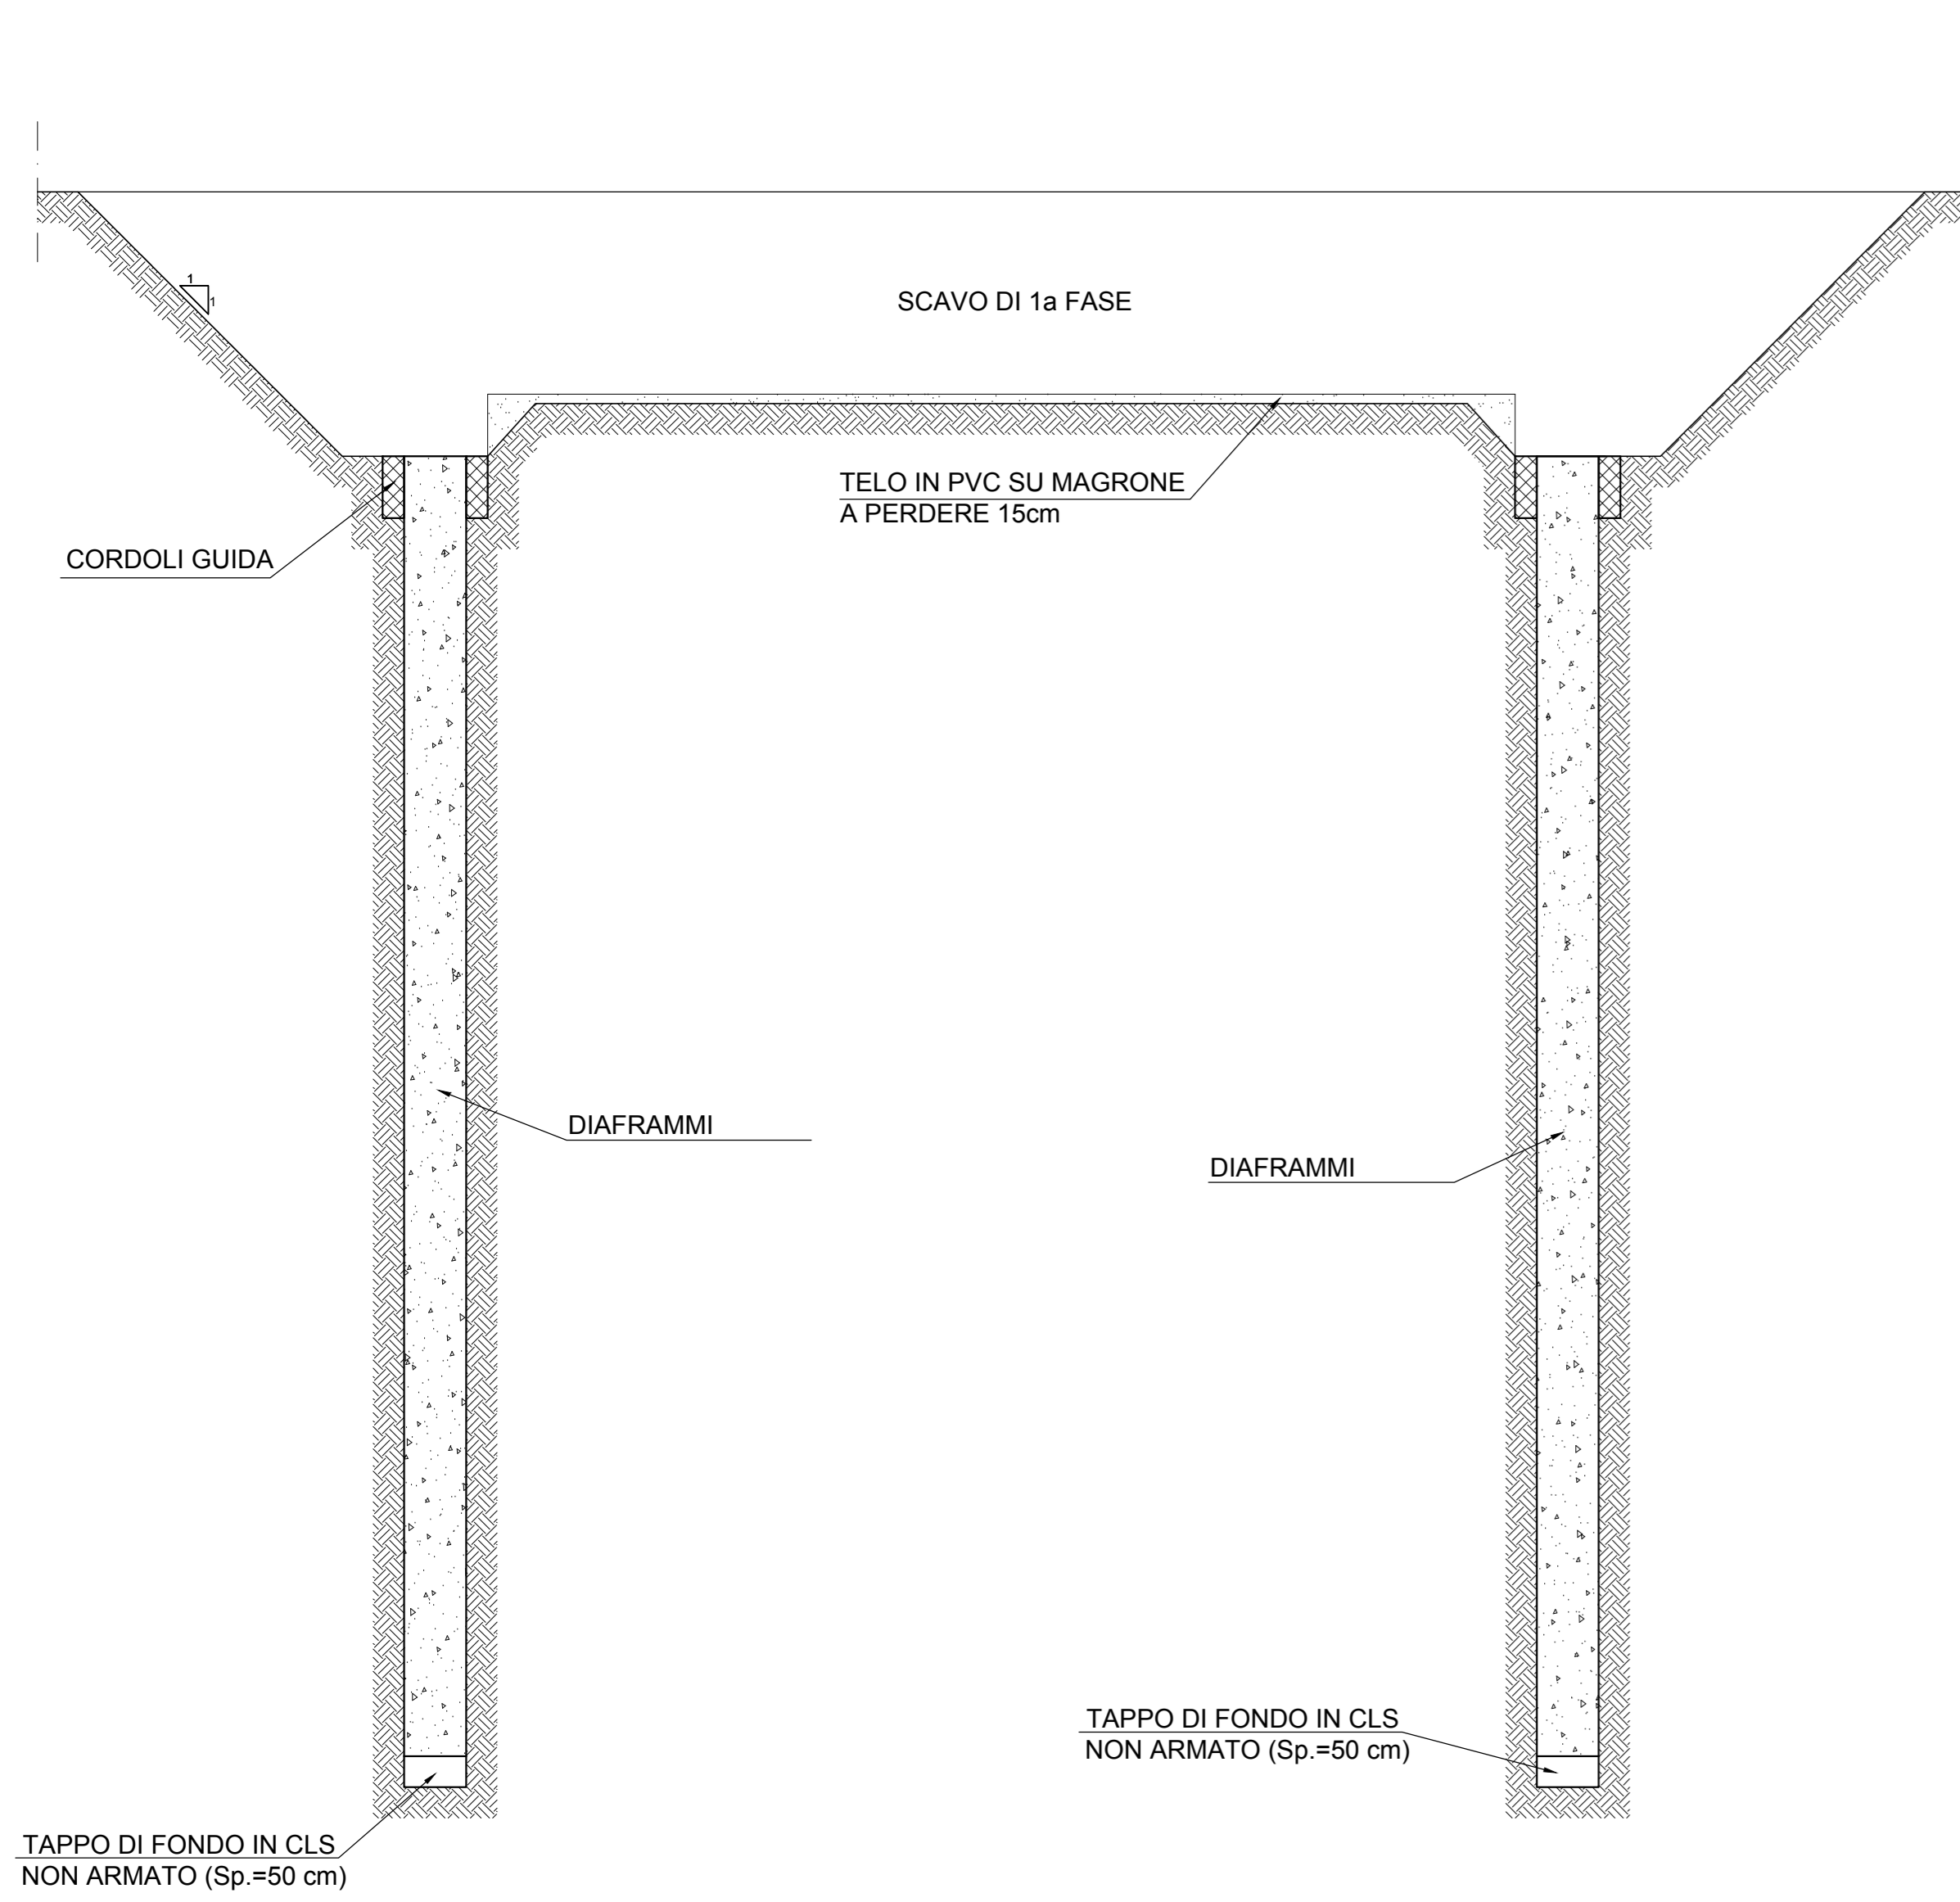 1
1
SCAVO DI 1a FASE
TELO IN PVC SU MAGRONE
A PERDERE 15cm
CORDOLI GUIDA
DIAFRAMMI
DIAFRAMMI
TAPPO DI FONDO IN CLS
NON ARMATO (Sp.=50 cm)
TAPPO DI FONDO IN CLS
NON ARMATO (Sp.=50 cm)